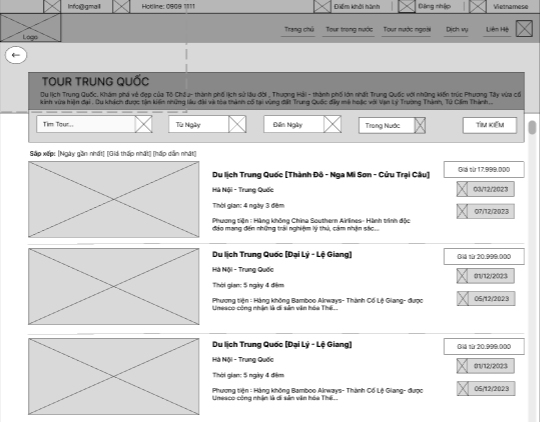 Info@gmail Hotline: 0909 1111 Điểm khởi hành Đăng nhập Vietnamese
Logo Trang chủ Tour trong nước Tour nước ngoài Dịch vụ Liên Hệ
TOUR TRUNG QUỐC
Du lịch Trung Quốc. Khám phá vẻ đẹp của Tô Châu- thành phố lịch sử lâu đời , Thượng Hải - thành phố lớn nhất Trung Quốc với những kiến trúc Phương Tây vừa cổ
kính vừa hiện đại . Du khách được tận kiến những lâu đài và tòa thành cổ tại vùng đất Trung Quốc đầy mê hoặc với Vạn Lý Trường Thành, Tử Cấm Thành...
Tìm Tour... Từ Ngày Đến Ngày Trong Nước TÌM KIẾM
Sắp xếp: [Ngày gần nhất] [Giá thấp nhất] [hấp dẫn nhất]
Du lịch Trung Quốc [Thành Đô - Nga Mi Sơn - Cửu Trại Câu]
Hà Nội - Trung Quốc
Thời gian: 4 ngày 3 đêm
Phương tiện : Hàng không China Southern Airlines- Hành trình độc
đáo mang đến những trải nghiệm lý thú, cảm nhận sâc...
Giá từ 17.999.000
03/12/2023
07/12/2023
Du lịch Trung Quốc [Đại Lý - Lệ Giang]
Hà Nội - Trung Quốc
Thời gian: 5 ngày 4 đêm
Phương tiện : Hàng không Bamboo Airways- Thành Cổ Lệ Giang- được
Unesco công nhận là di sản văn hóa Thế...
Giá từ 20.999.000
01/12/2023
05/12/2023
Du lịch Trung Quốc [Đại Lý - Lệ Giang]
Hà Nội - Trung Quốc
Thời gian: 5 ngày 4 đêm
Phương tiện : Hàng không Bamboo Airways- Thành Cổ Lệ Giang- được
Unesco công nhận là di sản văn hóa Thế...
Giá từ 20.999.000
01/12/2023
05/12/2023